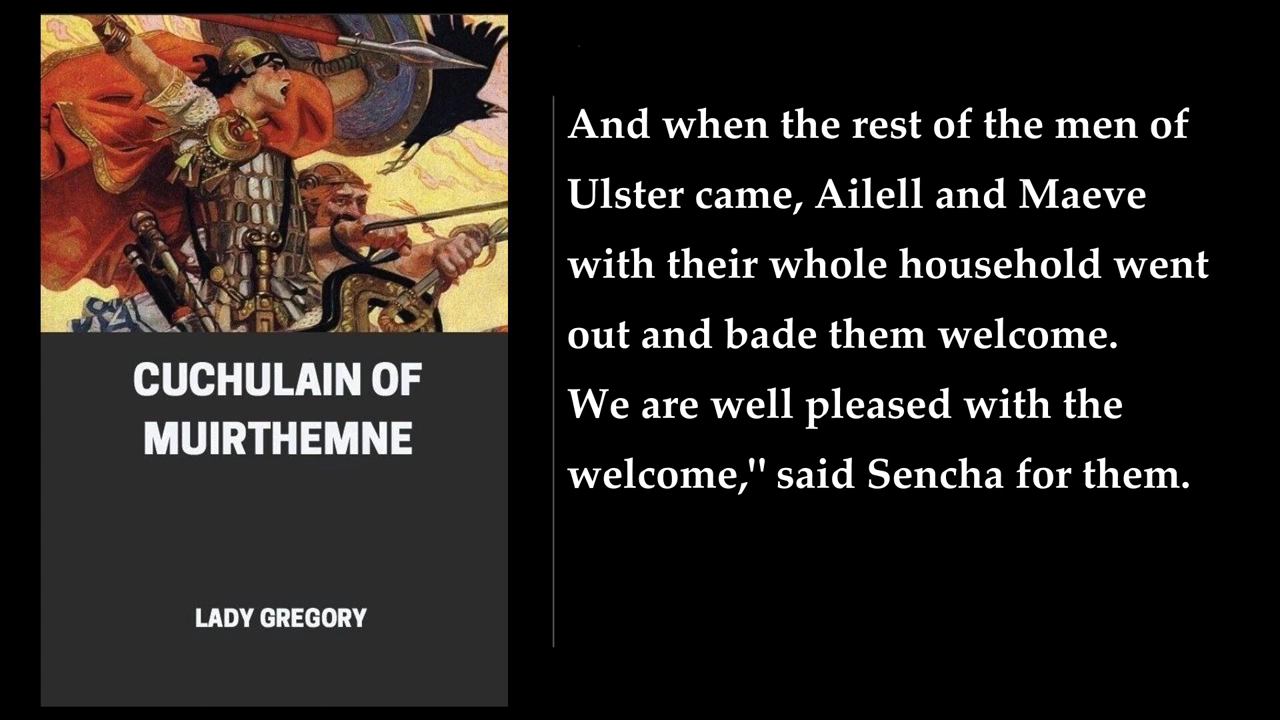 CUCHULAIN OF
MUIRTHEMNE
LADY GREGORY
And when the rest of the men of
Ulster came, Ailell and Maeve
with their whole household went
out and bade them welcome.
We are well pleased with the
welcome," said Sencha for them.